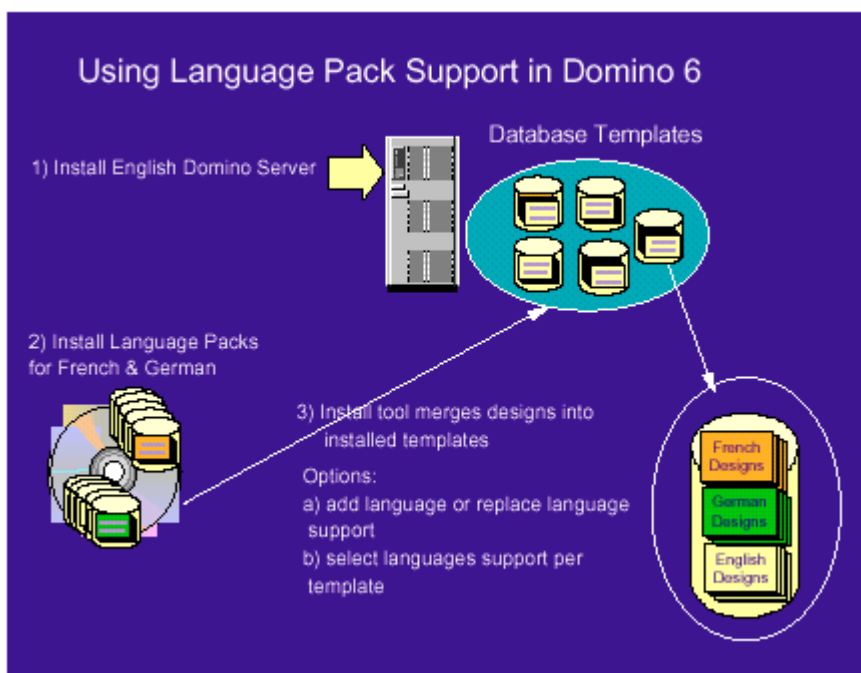 Using Language Pack Support in Domino 6
Database Templates
1) Install English Domino Server
2) Install Language Packs
for French & German
3) Install tool merges designs into
installed templates
Options:
a) add language or replace language
support
b) select languages support per
template
French
Designs
German
Designs
English
Designs